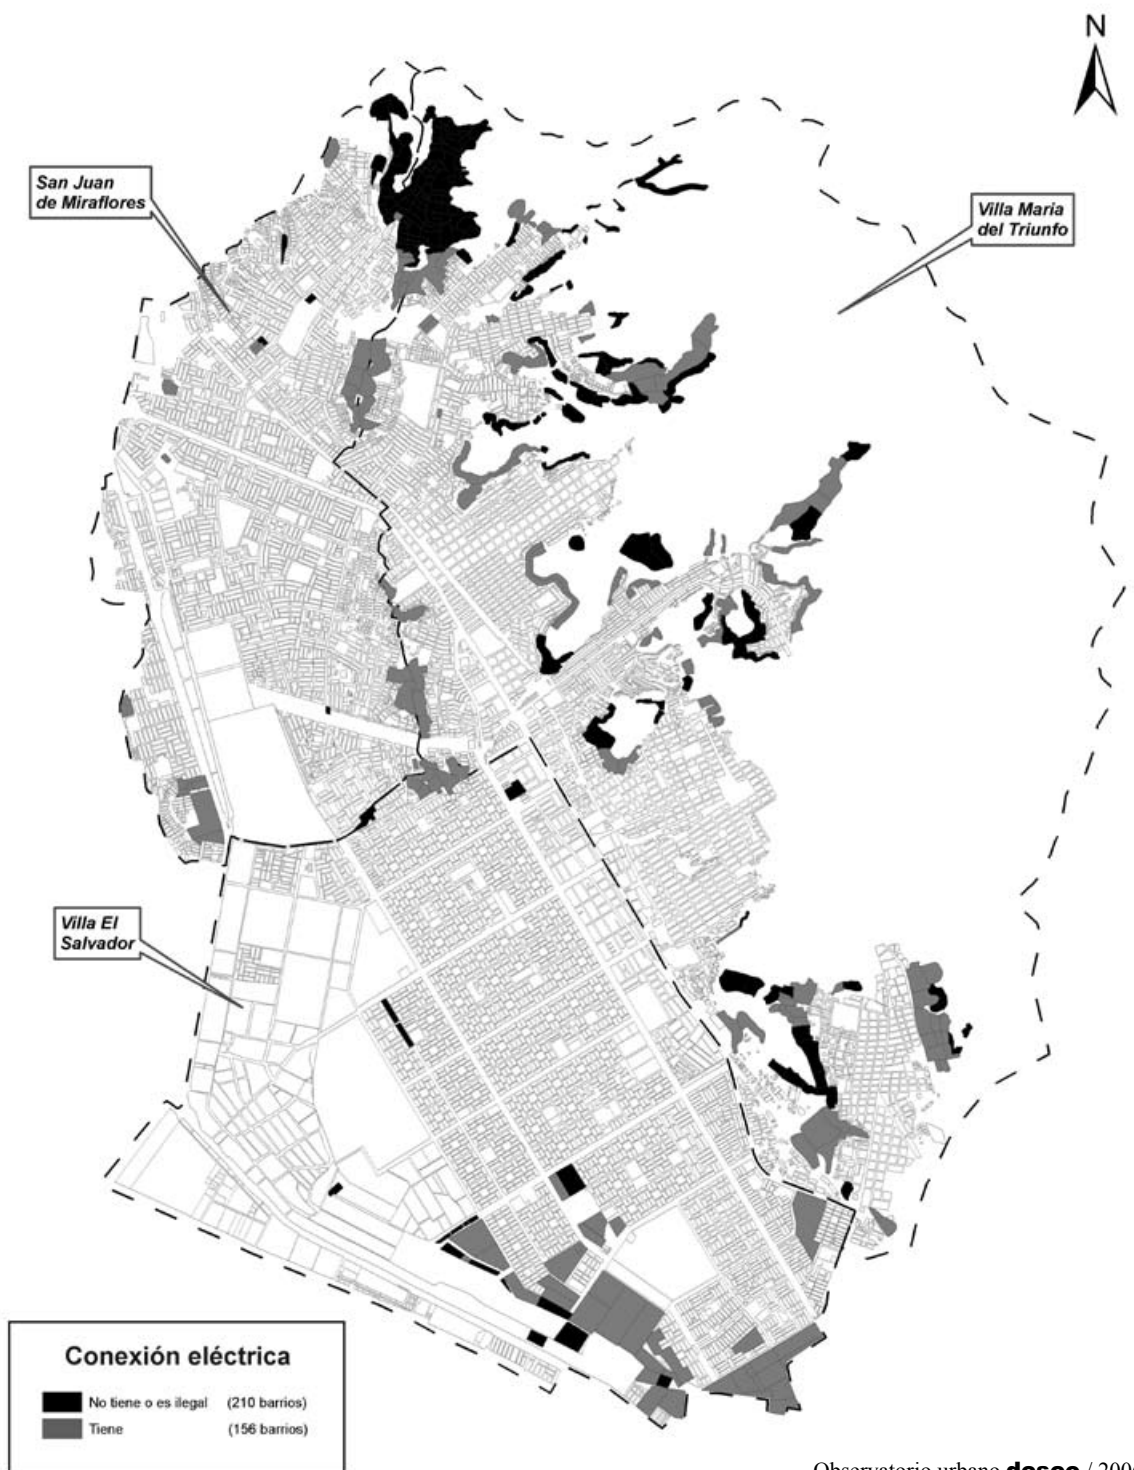 N
San Juan
de Miraflores
Villa Maria
del Triunfo
Villa El
Salvador
Conexión eléctrica
No tiene o es ilegal (210 barrios)
Tiene (156 barrios)
Observatorio urbano desco /